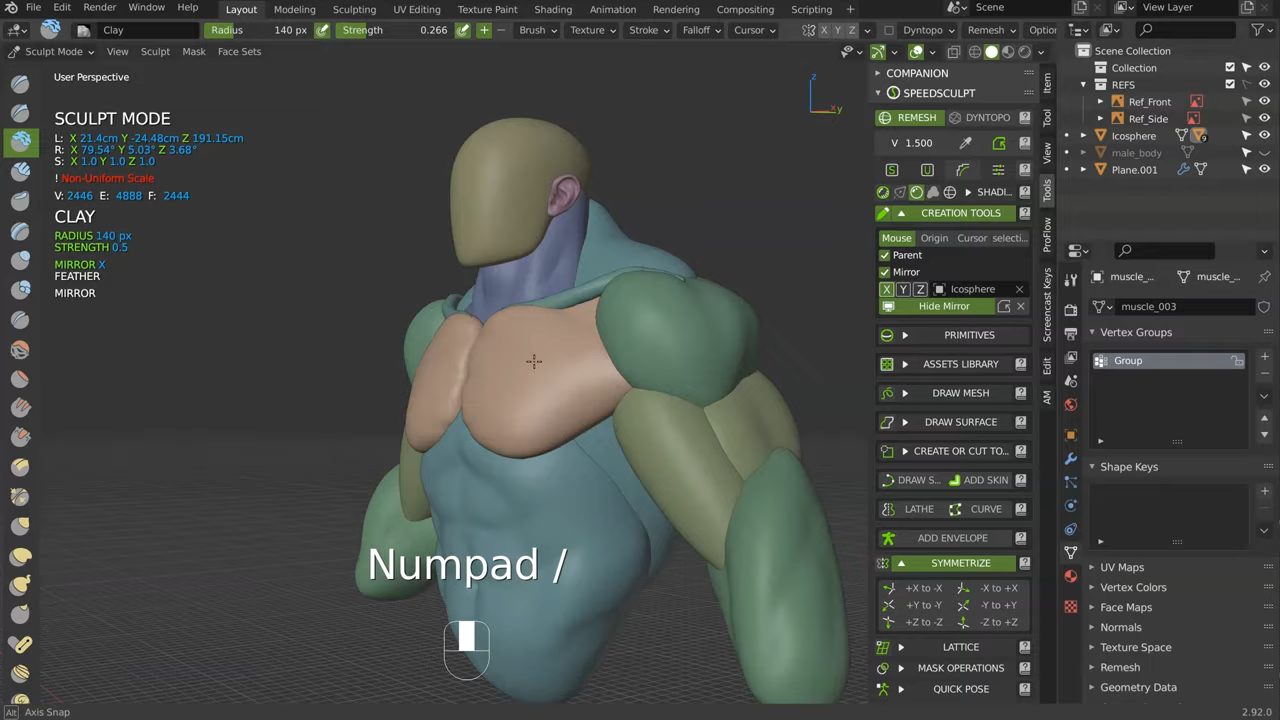 File Edit Render Window Help Layout Modeling Sculpting UV Editing Texture Paint Shading Animation Rendering Compositing Scripting + Scene View Layer
Clay Radius 140 px Strength 0.266 Brush Texture Stroke Falloff Cursor X Y Z Dyntopo Remesh Optio
Sculpt Mode View Sculpt Mask Face Sets
User Perspective
SCULPT MODE
L: X 21.4cm Y -24.48cm Z 191.15cm
R: X 79.54° Y 5.03° Z 3.68°
S: X 1.0 Y 1.0 Z 1.0
! Non-Uniform Scale
V: 2446 E: 4888 F: 2444
CLAY
RADIUS 140 px
STRENGTH 0.5
MIRROR X
FEATHER
MIRROR
z
x y
Numpad /
COMPANION
SPEEDSCULPT
REMESH DYNTOPO
V 1.500
S U
SHADI...
CREATION TOOLS
Mouse Origin Cursor selecti...
Parent
Mirror
X Y Z Icosphere
Hide Mirror
PRIMITIVES
ASSETS LIBRARY
DRAW MESH
DRAW SURFACE
CREATE OR CUT TO...
DRAW S... ADD SKIN
LATHE CURVE
ADD ENVELOPE
SYMMETRIZE
+X to -X -X to +X
+Y to -Y -Y to +Y
+Z to -Z -Z to +Z
LATTICE
MASK OPERATIONS
QUICK POSE
Item
Tool
View
Tools
ProFlow
Screencast Keys
Edit
AM
Scene Collection
Collection
REFS
Ref_Front
Ref_Side
Icosphere 9
male_body
Plane.001
muscle_... muscle_...
muscle_003
Vertex Groups
Group
Shape Keys
UV Maps
Vertex Colors
Face Maps
Normals
Texture Space
Remesh
Geometry Data
Alt Axis Snap 2.92.0